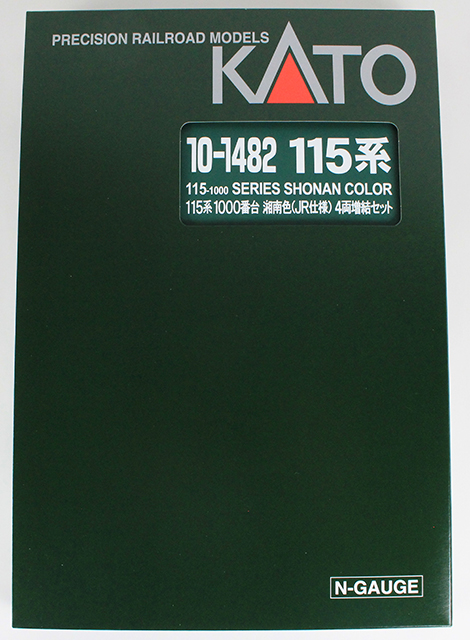 PRECISION RAILROAD MODELS
KATO
10-1482 115系
115-1000 SERIES SHONAN COLOR
115系1000番台 湘南色(JR仕様) 4両増結セット
N-GAUGE